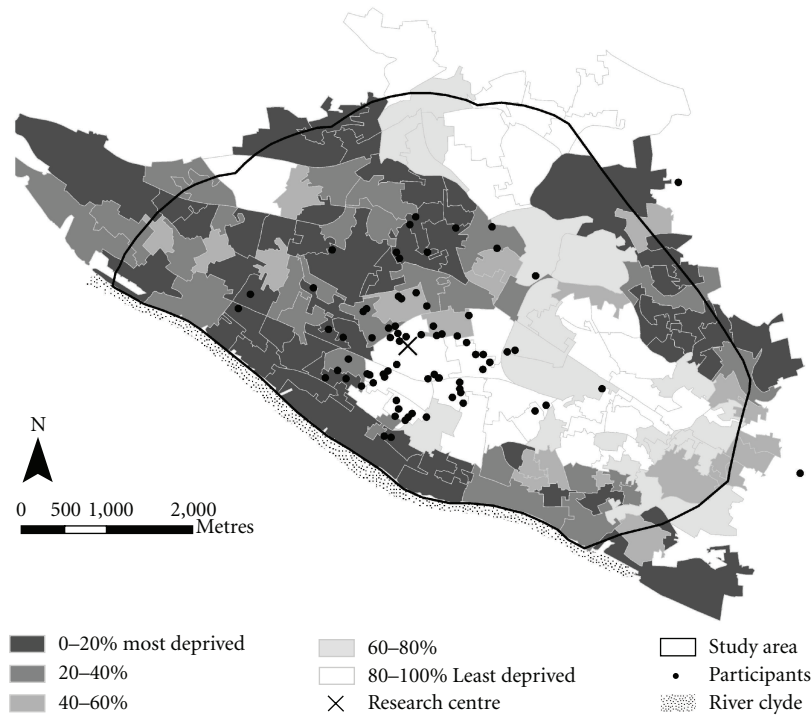 N
0 500 1,000 2,000
Metres
0–20% most deprived
20–40%
40–60%
60–80%
80–100% Least deprived
Research centre
Study area
Participants
River clyde